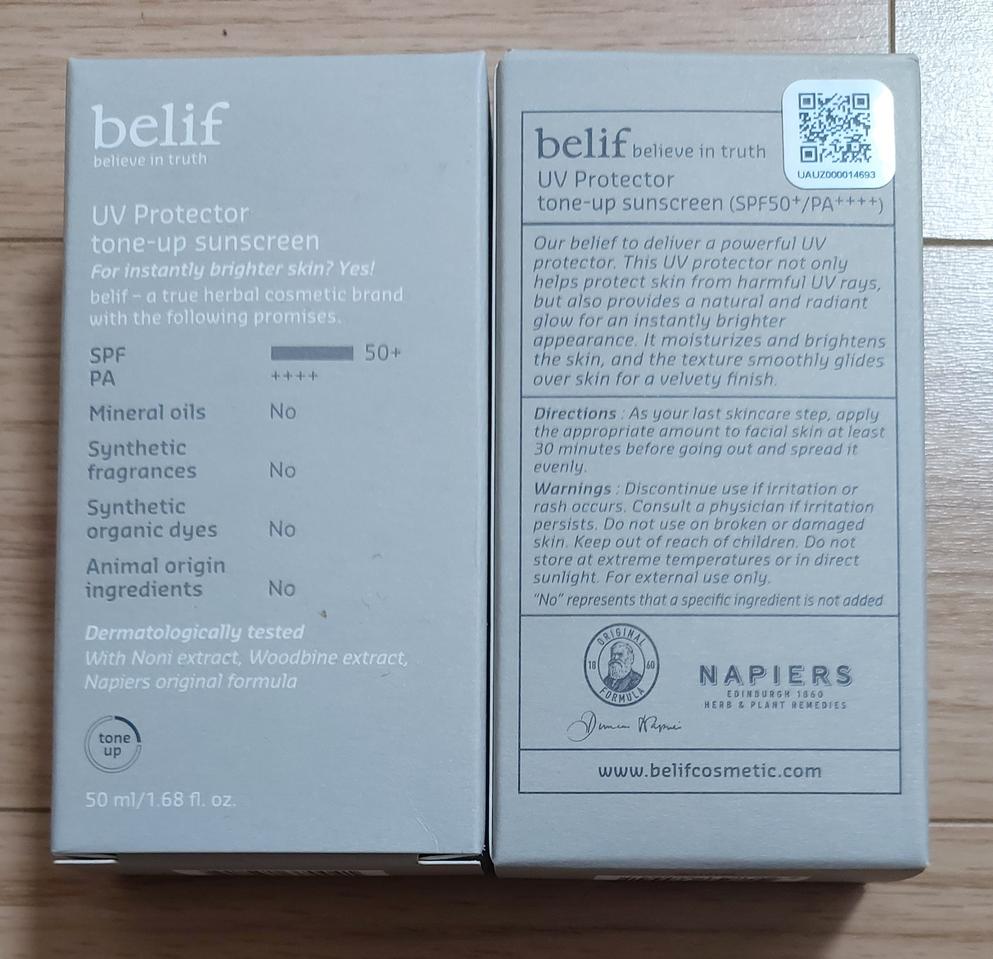 belif
believe in truth
UV Protector
tone-up sunscreen
For instantly brighter skin? Yes!
belif – a true herbal cosmetic brand
with the following promises.
SPF 50+
PA ++++
Mineral oils No
Synthetic
fragrances No
Synthetic
organic dyes No
Animal origin
ingredients No
Dermatologically tested
With Noni extract, Woodbine extract,
Napiers original formula
tone
up
50 ml/1.68 fl. oz.
belif believe in truth
UV Protector
tone-up sunscreen (SPF50+/PA++++)
UAUZ000014693
Our belief to deliver a powerful UV
protector. This UV protector not only
helps protect skin from harmful UV rays,
but also provides a natural and radiant
glow for an instantly brighter
appearance. It moisturizes and brightens
the skin, and the texture smoothly glides
over skin for a velvety finish.
Directions : As your last skincare step, apply
the appropriate amount to facial skin at least
30 minutes before going out and spread it
evenly.
Warnings : Discontinue use if irritation or
rash occurs. Consult a physician if irritation
persists. Do not use on broken or damaged
skin. Keep out of reach of children. Do not
store at extreme temperatures or in direct
sunlight. For external use only.
"No" represents that a specific ingredient is not added
ORIGINAL
18 60
FORMULA
Duncan Napier
NAPIERS
EDINBURGH 1860
HERB & PLANT REMEDIES
www.belifcosmetic.com